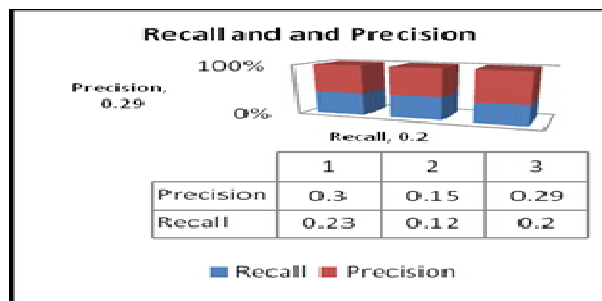 Recall and and Precision
100%
Precision,
0.29
0%
Recall, 0.2
1 2 3
Precision 0.3 0.15 0.29
Recall 0.23 0.12 0.2
Recall Precision